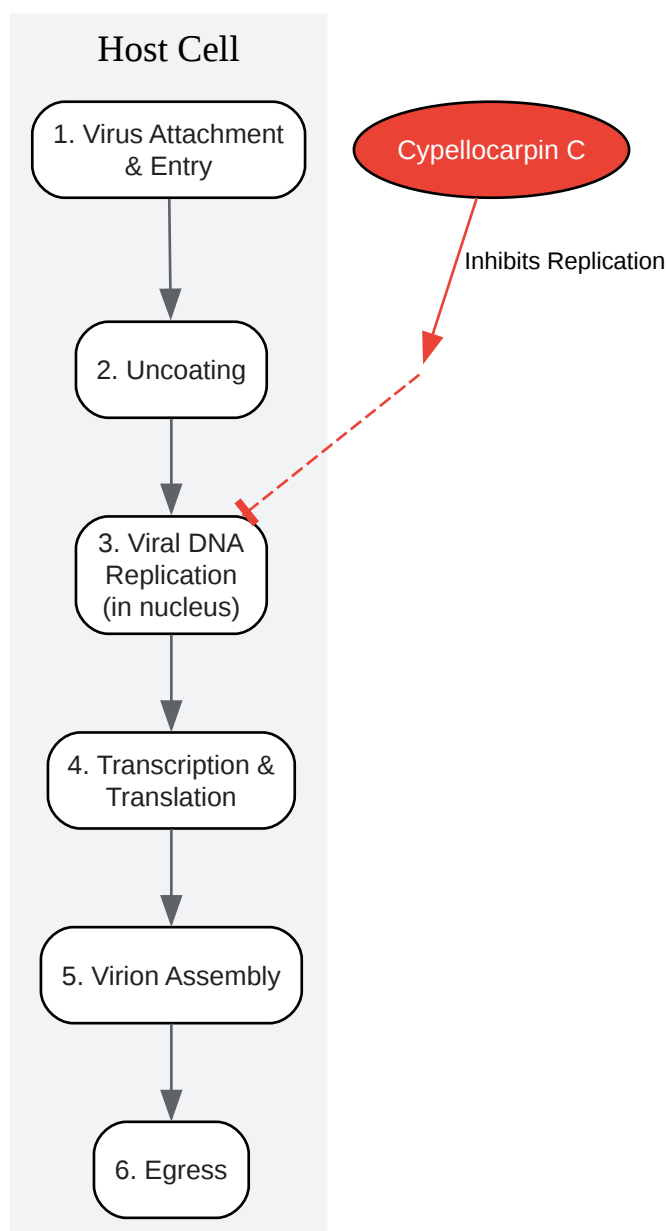 Host Cell
1. Virus Attachment
& Entry
Cypellocarpin C
Inhibits Replication
2. Uncoating
3. Viral DNA
Replication
(in nucleus)
4. Transcription &
Translation
5. Virion Assembly
6. Egress